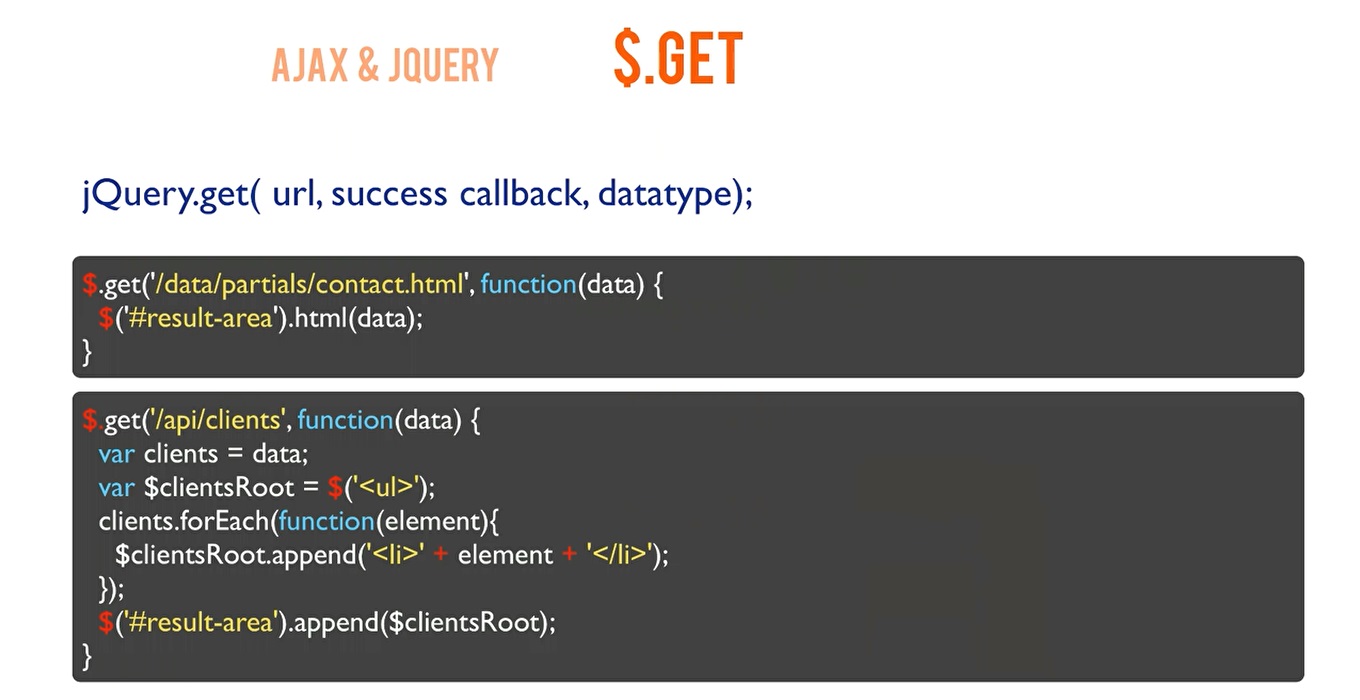 AJAX & JQUERY $.GET
jQuery.get( url, success callback, datatype);
$.get('/data/partials/contact.html', function(data) {
$('#result-area').html(data);
}
$.get('/api/clients', function(data) {
var clients = data;
var $clientsRoot = $('<ul>');
clients.forEach(function(element){
$clientsRoot.append('<li>' + element + '</li>');
});
$('#result-area').append($clientsRoot);
}